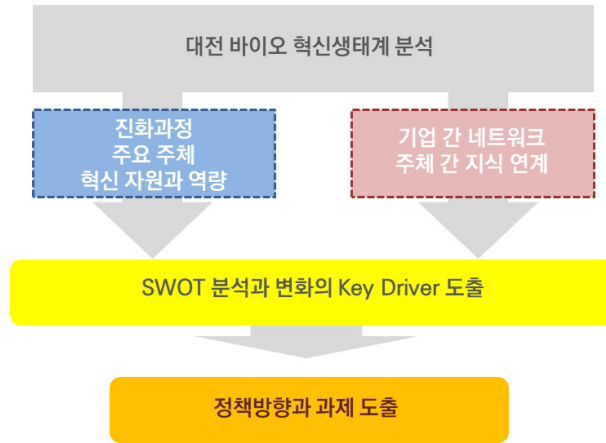 대전 바이오 혁신생태계 분석
진화과정
주요 주체
혁신 자원과 역량
기업 간 네트워크
주체 간 지식 연계
SWOT 분석과 변화의 Key Driver 도출
정책방향과 과제 도출